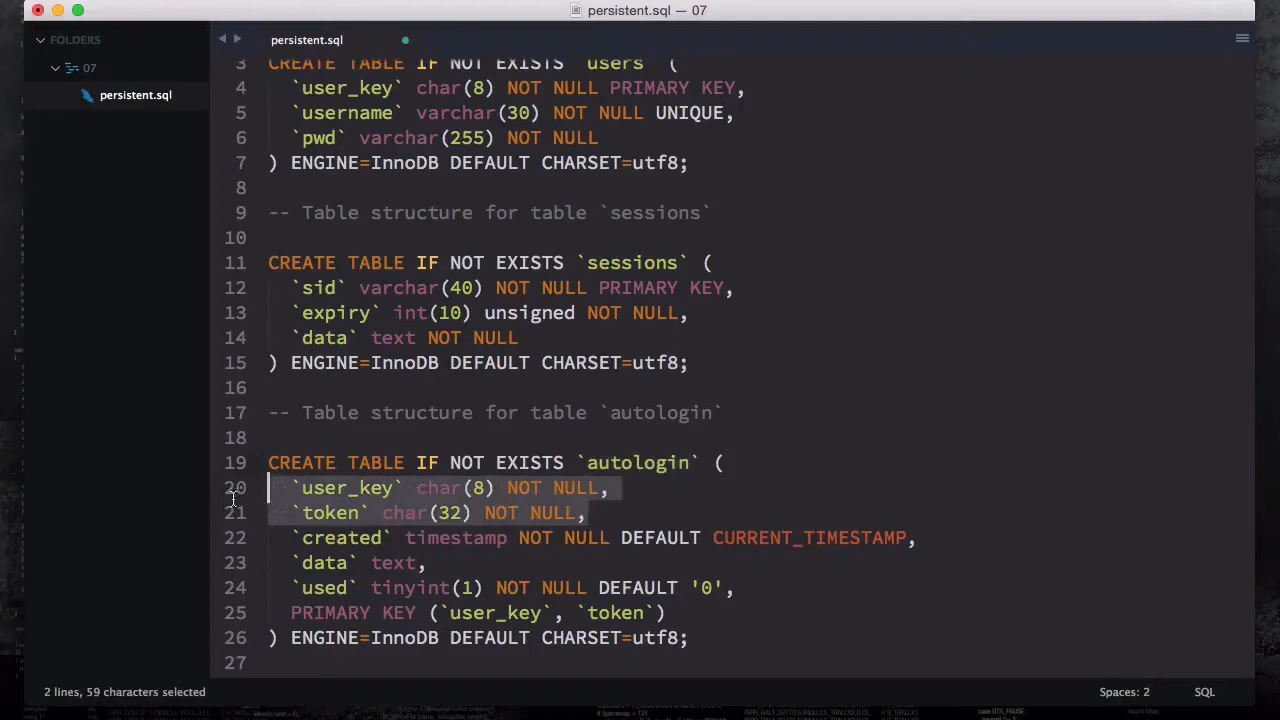 persistent.sql — 07
FOLDERS
07
persistent.sql
persistent.sql
3 CREATE TABLE IF NOT EXISTS `users` (
4 `user_key` char(8) NOT NULL PRIMARY KEY,
5 `username` varchar(30) NOT NULL UNIQUE,
6 `pwd` varchar(255) NOT NULL
7 ) ENGINE=InnoDB DEFAULT CHARSET=utf8;
8
9 -- Table structure for table `sessions`
10
11 CREATE TABLE IF NOT EXISTS `sessions` (
12 `sid` varchar(40) NOT NULL PRIMARY KEY,
13 `expiry` int(10) unsigned NOT NULL,
14 `data` text NOT NULL
15 ) ENGINE=InnoDB DEFAULT CHARSET=utf8;
16
17 -- Table structure for table `autologin`
18
19 CREATE TABLE IF NOT EXISTS `autologin` (
20 `user_key` char(8) NOT NULL,
21 `token` char(32) NOT NULL,
22 `created` timestamp NOT NULL DEFAULT CURRENT_TIMESTAMP,
23 `data` text,
24 `used` tinyint(1) NOT NULL DEFAULT '0',
25 PRIMARY KEY (`user_key`, `token`)
26 ) ENGINE=InnoDB DEFAULT CHARSET=utf8;
27
2 lines, 59 characters selected
Spaces: 2
SQL